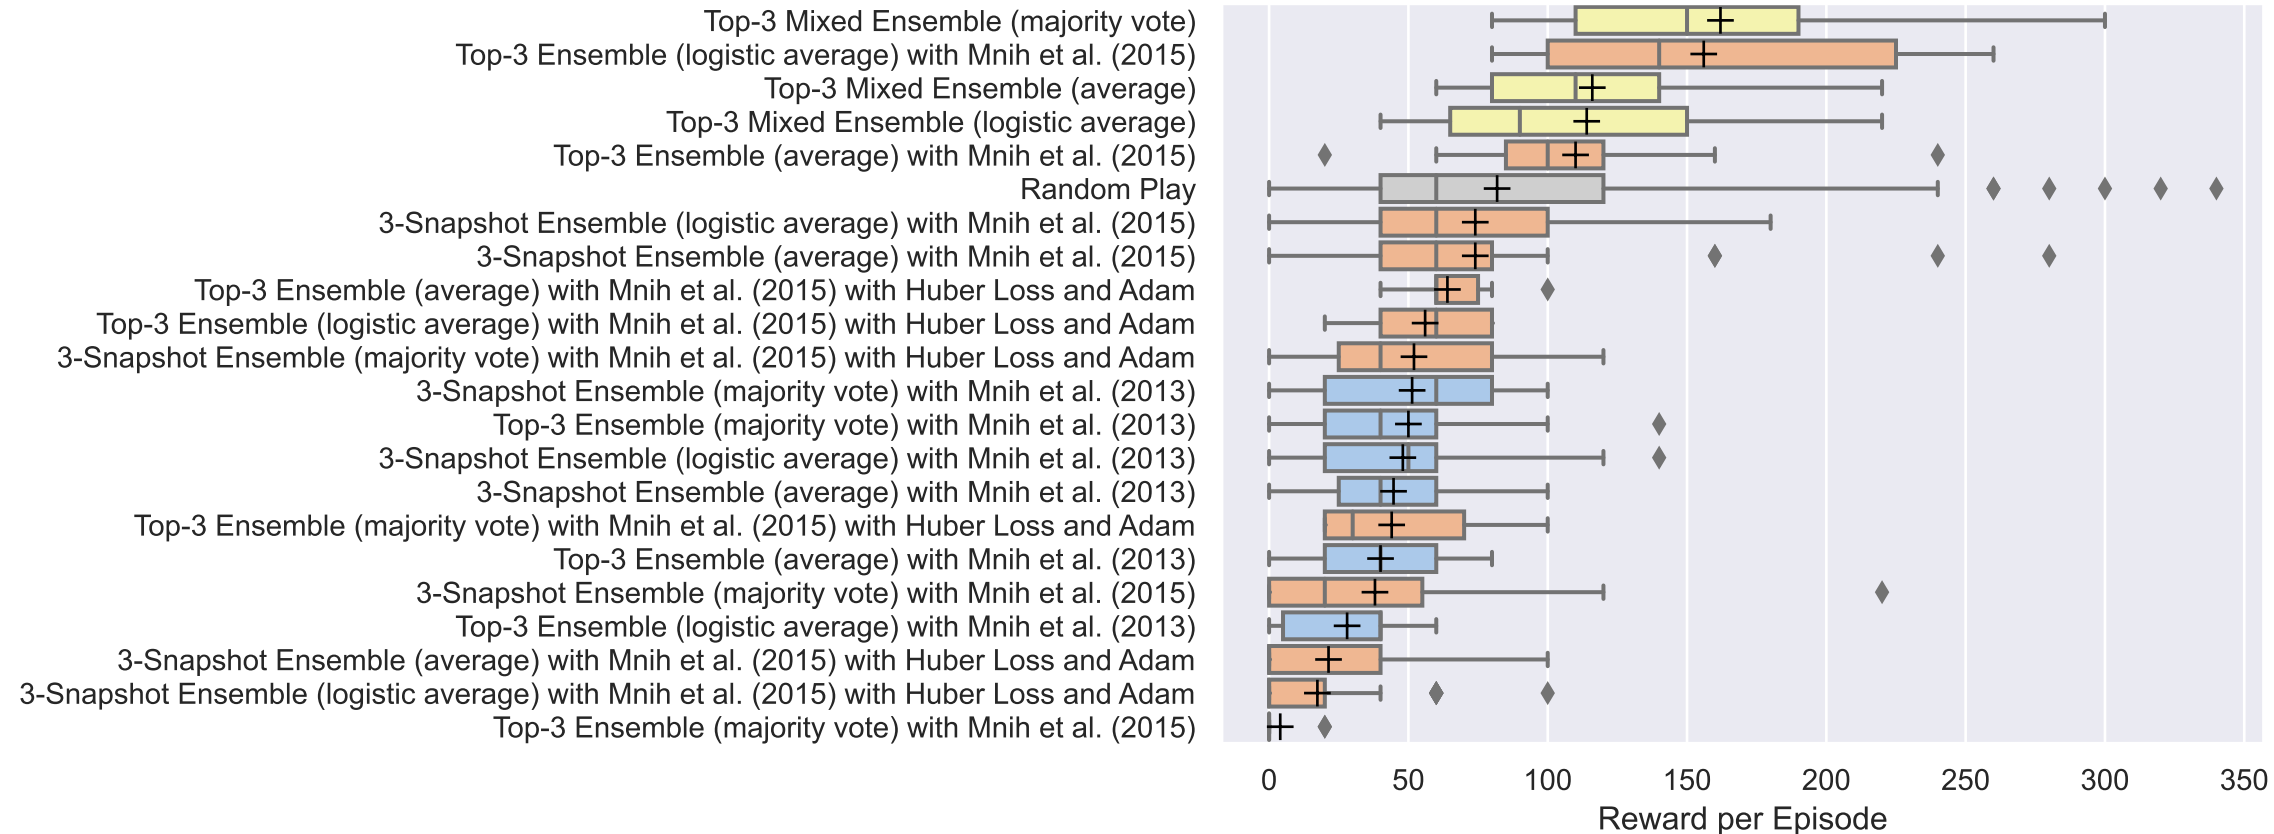 Top-3 Mixed Ensemble (majority vote)
Top-3 Ensemble (logistic average) with Mnih et al. (2015)
Top-3 Mixed Ensemble (average)
Top-3 Mixed Ensemble (logistic average)
Top-3 Ensemble (average) with Mnih et al. (2015)
Random Play
3-Snapshot Ensemble (logistic average) with Mnih et al. (2015)
3-Snapshot Ensemble (average) with Mnih et al. (2015)
Top-3 Ensemble (average) with Mnih et al. (2015) with Huber Loss and Adam
Top-3 Ensemble (logistic average) with Mnih et al. (2015) with Huber Loss and Adam
3-Snapshot Ensemble (majority vote) with Mnih et al. (2015) with Huber Loss and Adam
3-Snapshot Ensemble (majority vote) with Mnih et al. (2013)
Top-3 Ensemble (majority vote) with Mnih et al. (2013)
3-Snapshot Ensemble (logistic average) with Mnih et al. (2013)
3-Snapshot Ensemble (average) with Mnih et al. (2013)
Top-3 Ensemble (majority vote) with Mnih et al. (2015) with Huber Loss and Adam
Top-3 Ensemble (average) with Mnih et al. (2013)
3-Snapshot Ensemble (majority vote) with Mnih et al. (2015)
Top-3 Ensemble (logistic average) with Mnih et al. (2013)
3-Snapshot Ensemble (average) with Mnih et al. (2015) with Huber Loss and Adam
3-Snapshot Ensemble (logistic average) with Mnih et al. (2015) with Huber Loss and Adam
Top-3 Ensemble (majority vote) with Mnih et al. (2015)
0 50 100 150 200 250 300 350
Reward per Episode